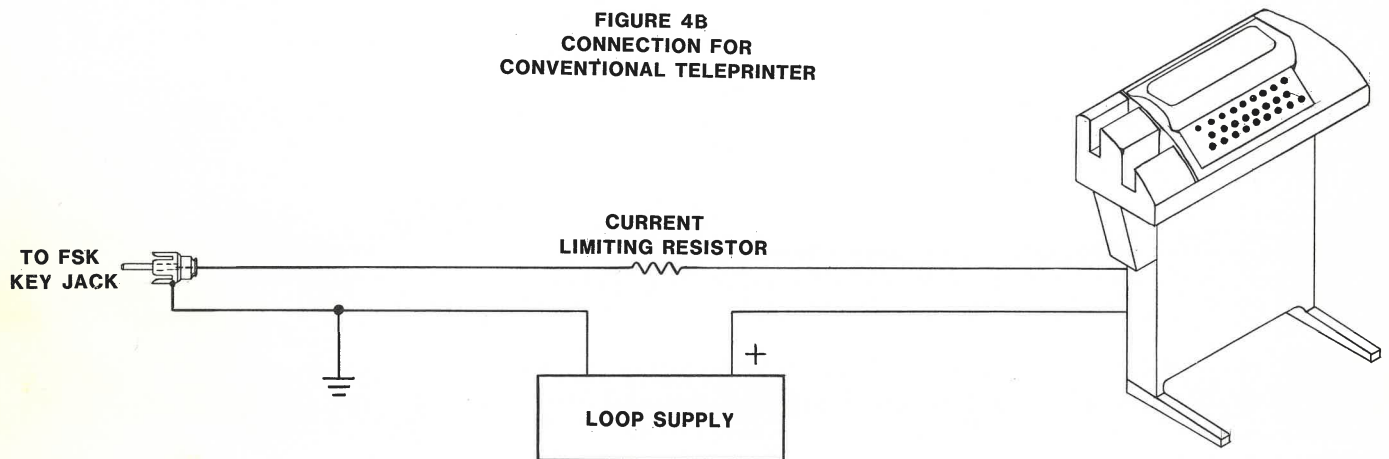 FIGURE 4B
CONNECTION FOR
CONVENTIONAL TELEPRINTER
CURRENT
LIMITING RESISTOR
TO FSK
KEY JACK
+
LOOP SUPPLY